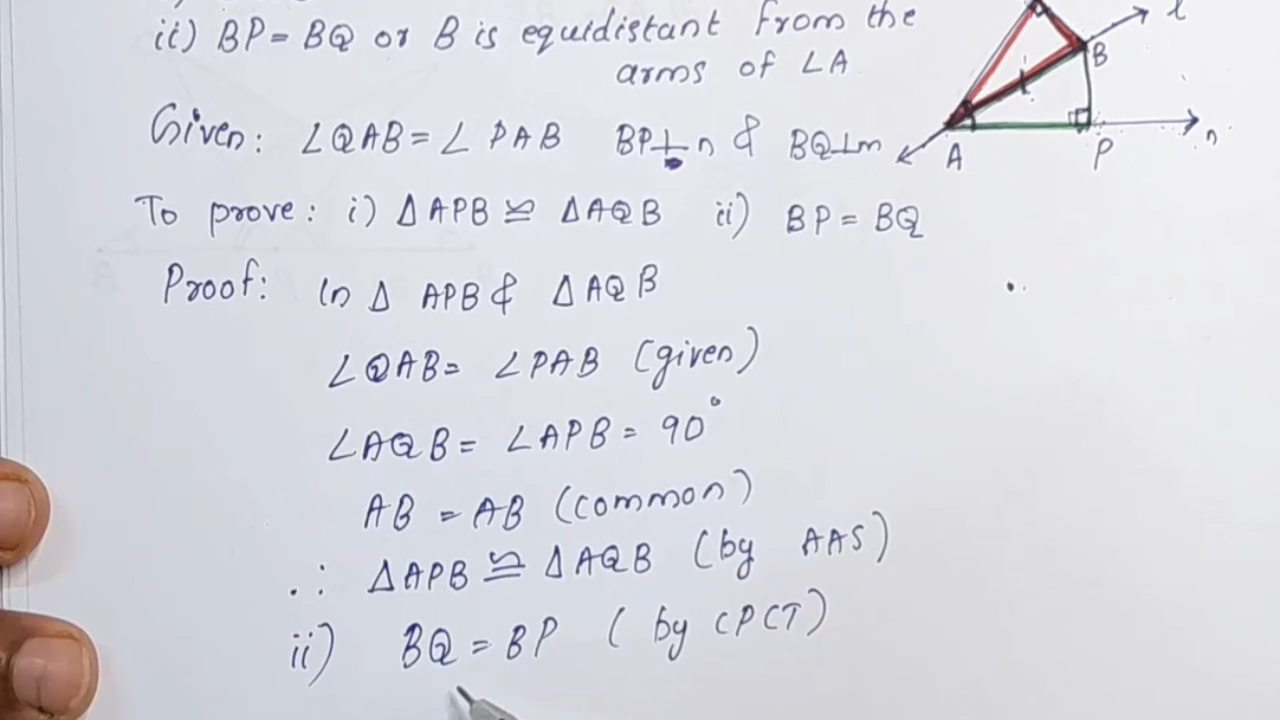 ii) BP = BQ or B is equidistant from the
arms of ∠A
Given: ∠QAB = ∠PAB BP⊥n & BQ⊥m
To prove: i) ΔAPB ≅ ΔAQB ii) BP = BQ
Proof: In Δ APB & ΔAQB
∠QAB = ∠PAB (given)
∠AQB = ∠APB = 90°
AB = AB (common)
∴ ΔAPB ≅ ΔAQB (by AAS)
ii) BQ = BP (by CPCT)
l
B
A
P
n